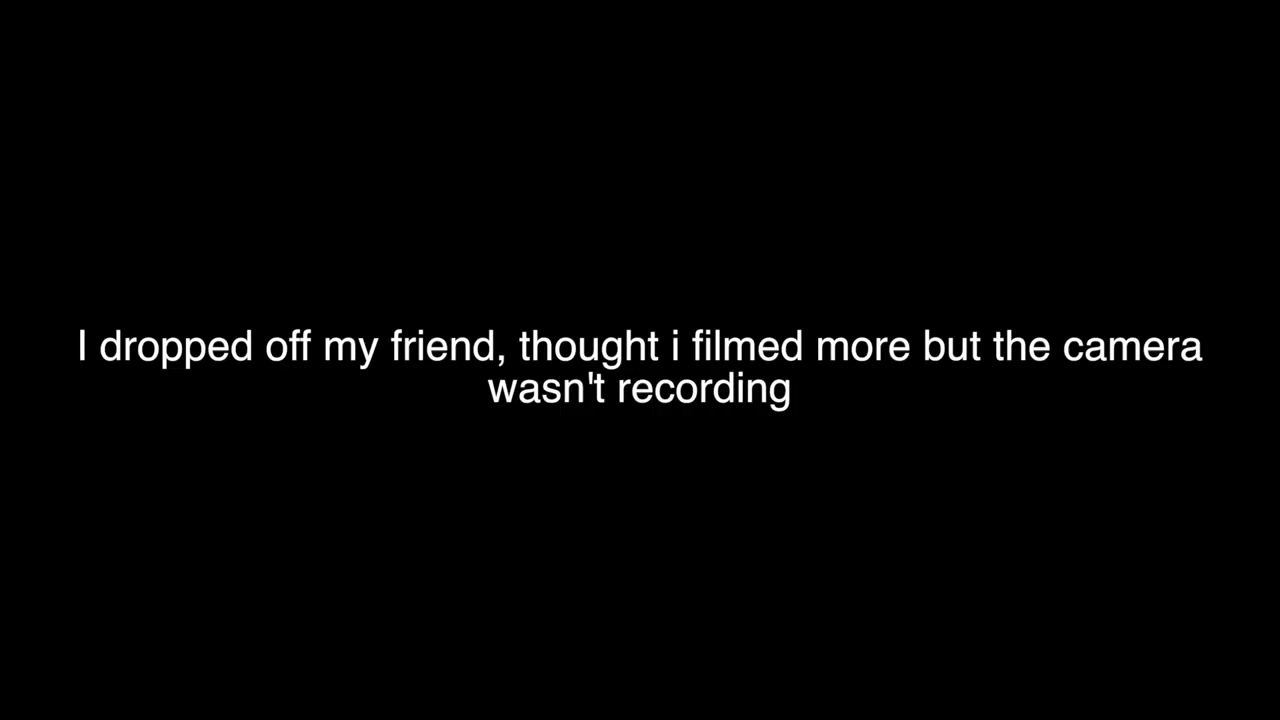 I dropped off my friend, thought i filmed more but the camera
wasn't recording